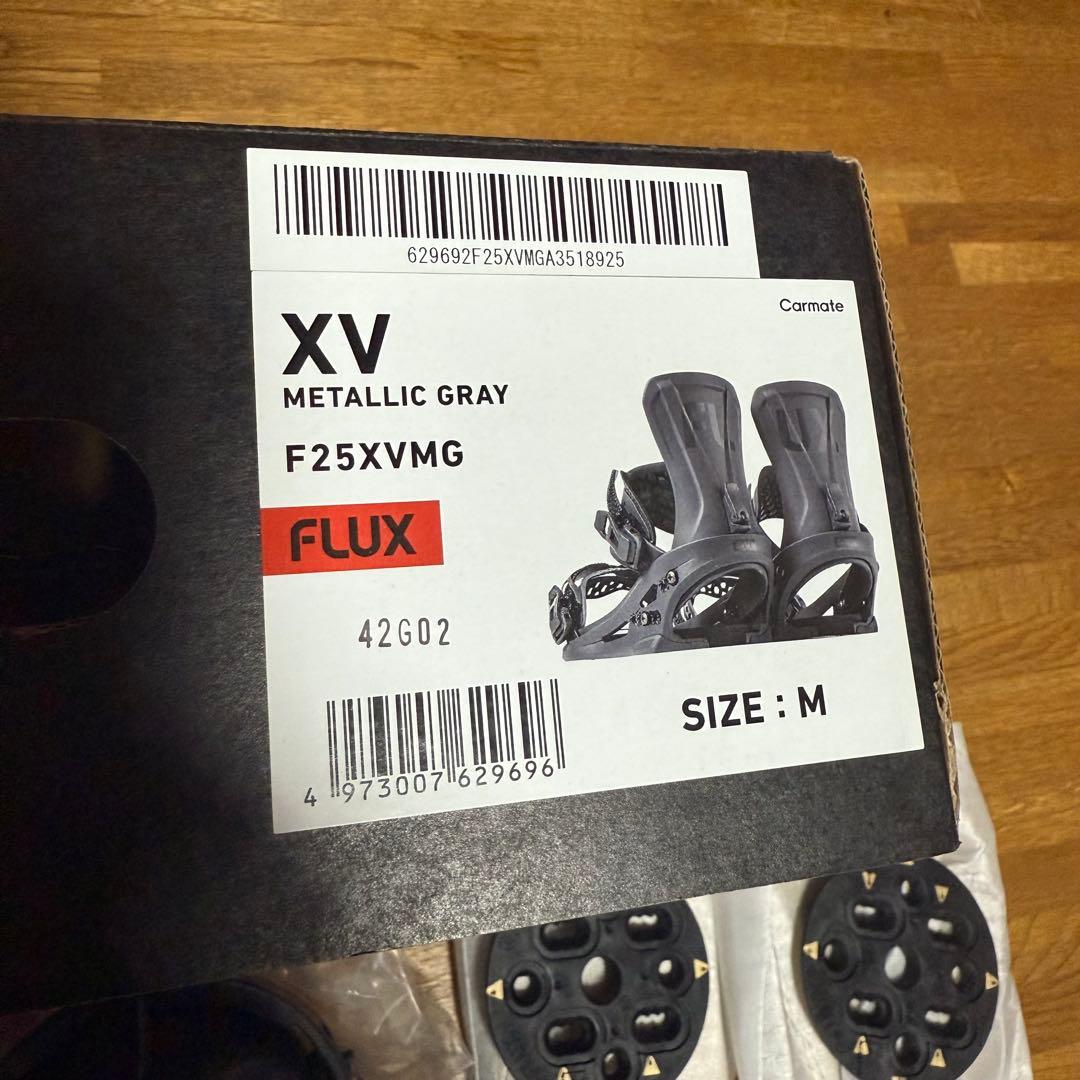 629692F25XVMGA3518925
Carmate
XV
METALLIC GRAY
F25XVMG
FLUX
42G02
SIZE : M
4 973007 629696